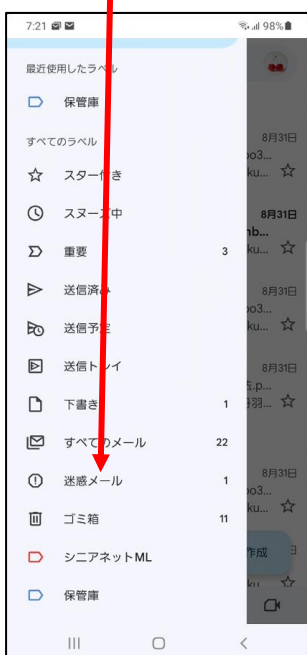 7:21 98%
最近使用したラベル
保管庫
すべてのラベル
8月31日
スター付き
スヌーズ中
8月31日
重要 3
送信済み
8月31日
送信予定
送信トレイ
8月31日
下書き 1
すべてのメール 22
8月31日
迷惑メール 1
ゴミ箱 11
作成
シニアネットML
保管庫